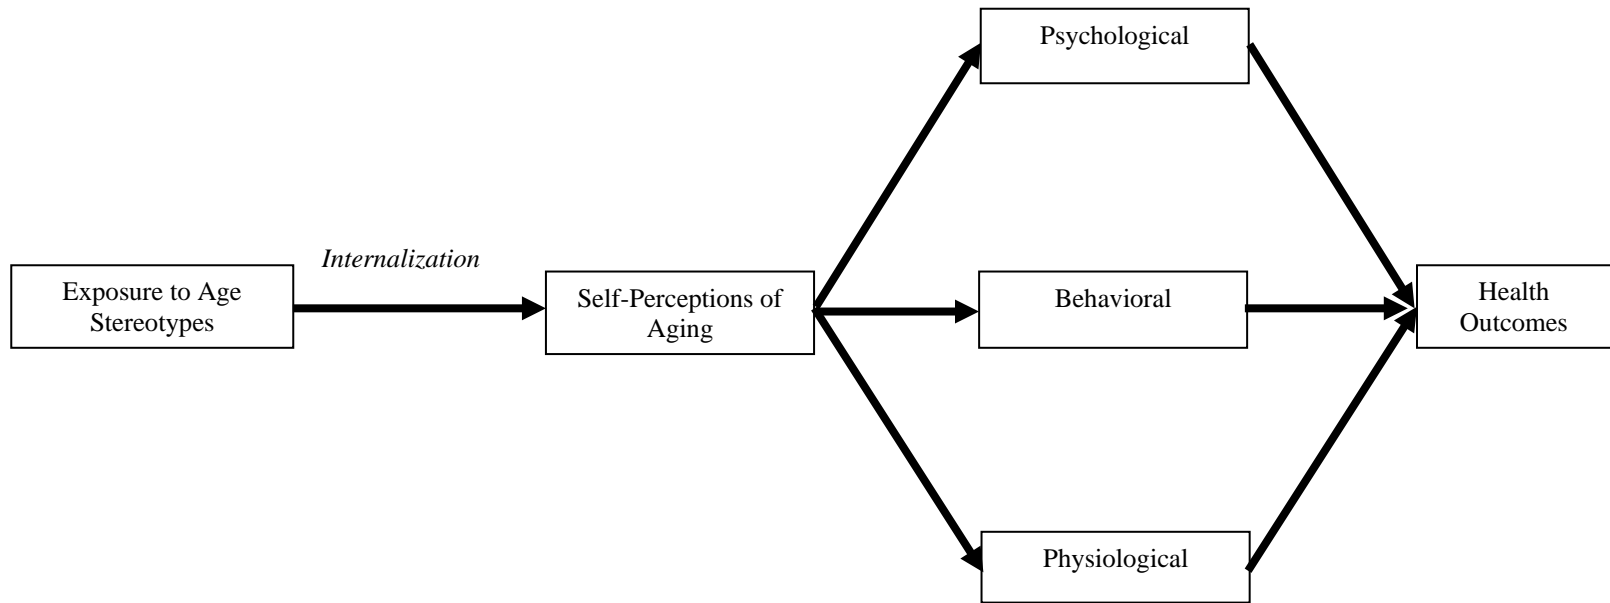 Exposure to Age
Stereotypes
Internalization
Self-Perceptions of
Aging
Psychological
Behavioral
Physiological
Health
Outcomes